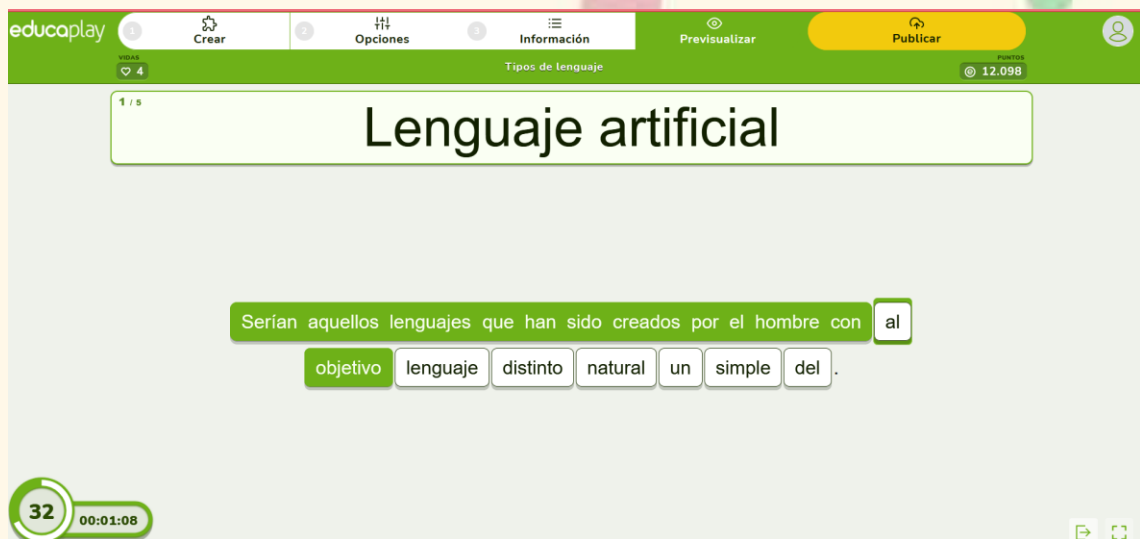 educaplay
1 Crear
2 Opciones
3 Información
Previsualizar
Publicar
VIDAS
4
Tipos de lenguaje
PUNTOS
12.098
1 / 5
Lenguaje artificial
Serían aquellos lenguajes que han sido creados por el hombre con al
objetivo lenguaje distinto natural un simple del .
32
00:01:08